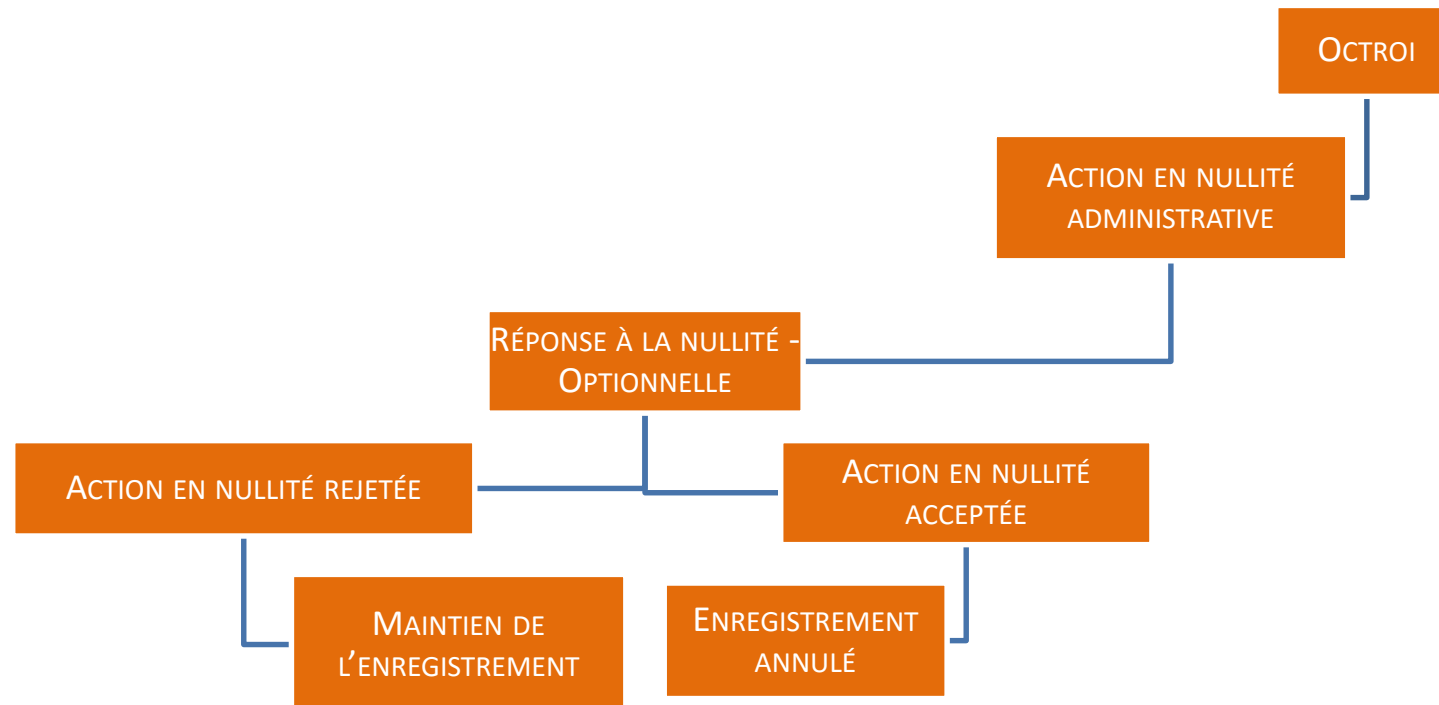 Octroi
Action en nullité
administrative
Réponse à la nullité -
Optionnelle
Action en nullité rejetée
Action en nullité
acceptée
Maintien de
l’enregistrement
Enregistrement
annulé